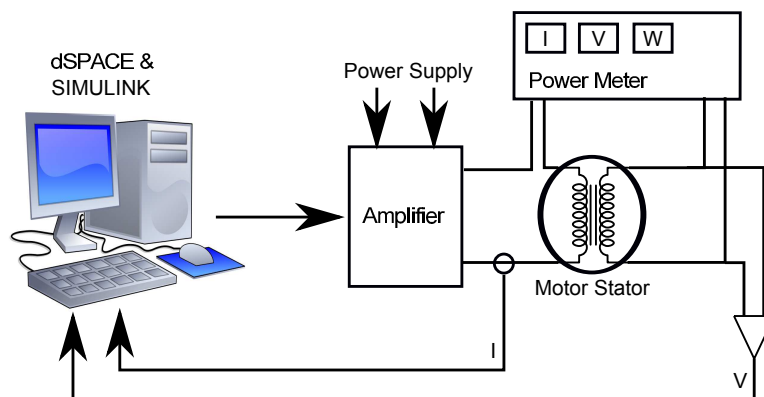 dSPACE &
SIMULINK
Power Supply
I V W
Power Meter
Amplifier
Motor Stator
I
V